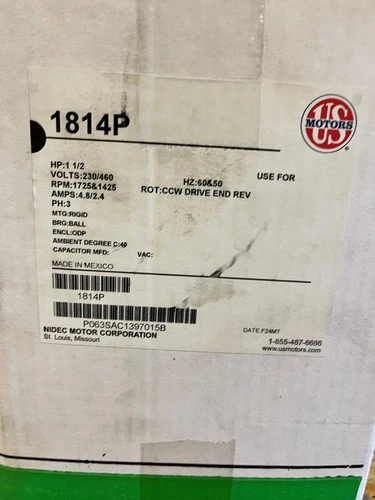 1814P
US
MOTORS
HP:1 1/2
VOLTS:230/460 HZ:60&50 USE FOR
RPM:1725&1425 ROT:CCW DRIVE END REV
AMPS:4.8/2.4
PH:3
MTG:RIGID
BRG:BALL
ENCL:ODP
AMBIENT DEGREE C:40
CAPACITOR MFD: VAC:
MADE IN MEXICO
1814P
P063SAC1397015B
NIDEC MOTOR CORPORATION
St. Louis, Missouri
DATE:F24MT
1-855-487-6686
www.usmotors.com